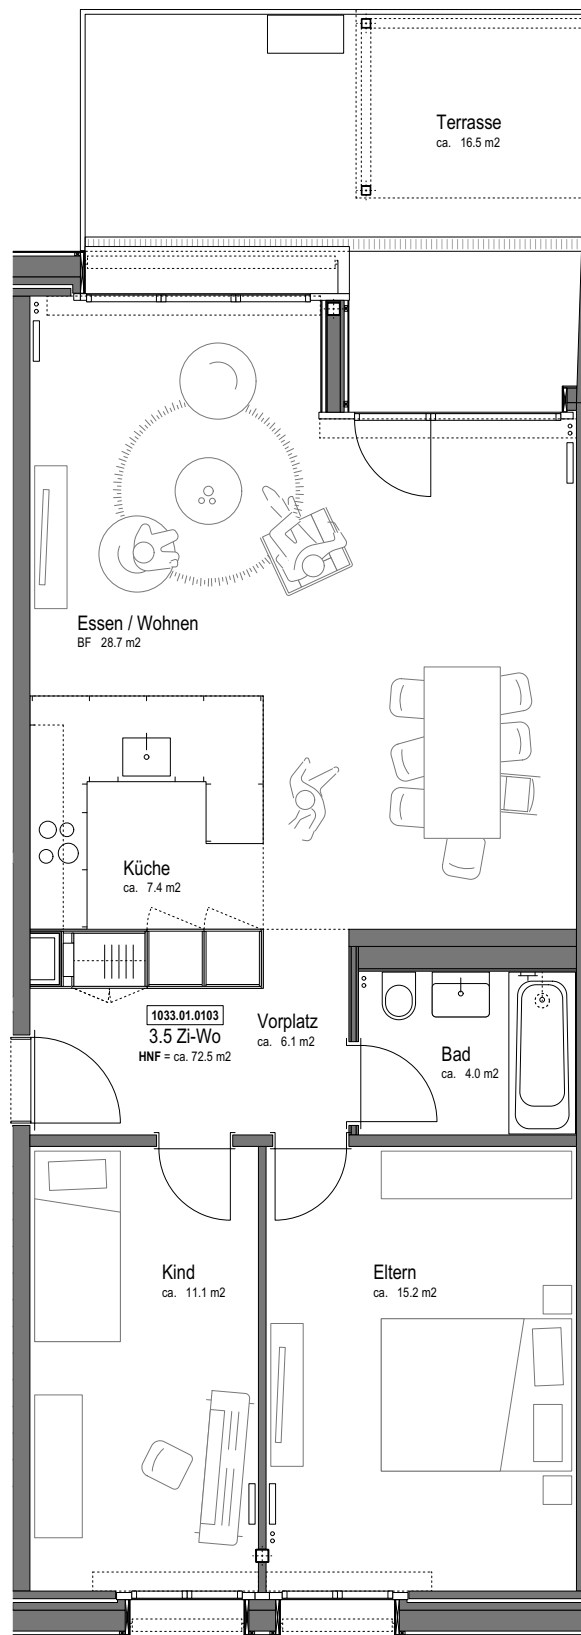 Terrasse
ca. 16.5 m2
Essen / Wohnen
BF 28.7 m2
Küche
ca. 7.4 m2
1033.01.0103
3.5 Zi-Wo
HNF = ca. 72.5 m2
Vorplatz
ca. 6.1 m2
Bad
ca. 4.0 m2
Kind
ca. 11.1 m2
Eltern
ca. 15.2 m2